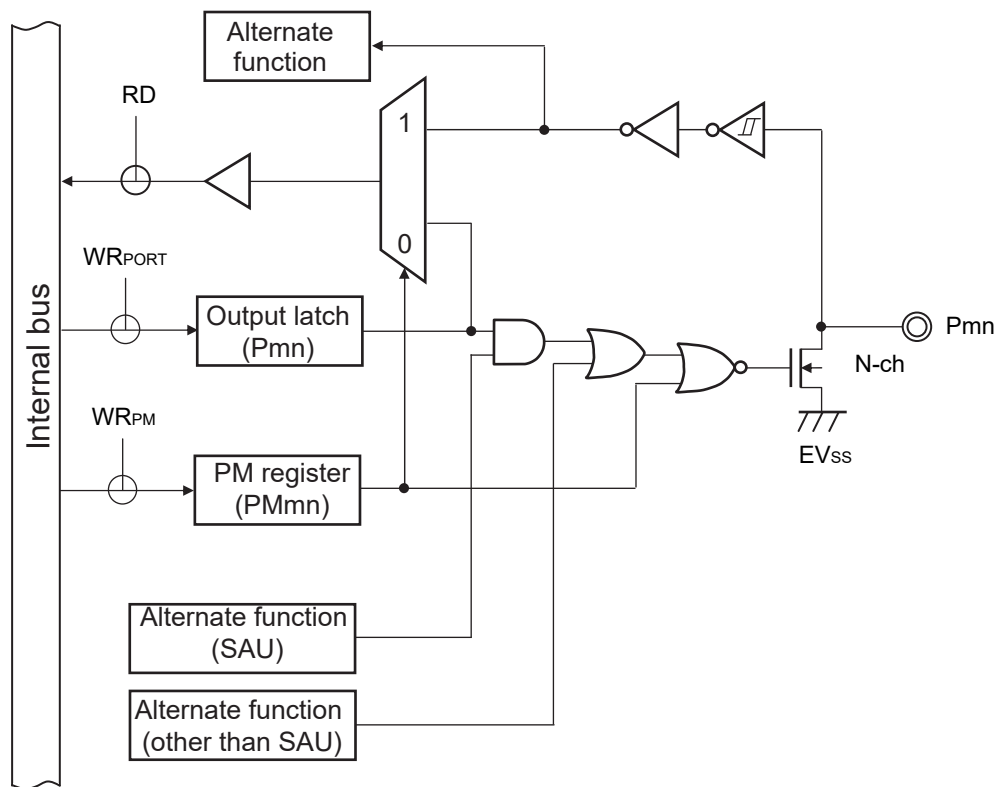 Alternate
function
RD
1
0
WRPORT
Output latch
(Pmn)
Pmn
N-ch
EVSS
Internal bus
WRPM
PM register
(PMmn)
Alternate function
(SAU)
Alternate function
(other than SAU)